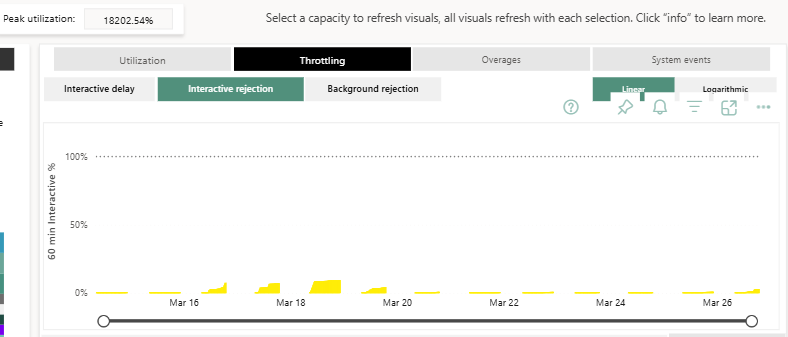 Peak utilization: 18202.54%
Select a capacity to refresh visuals, all visuals refresh with each selection. Click "info" to learn more.
Utilization Throttling Overages System events
Interactive delay Interactive rejection Background rejection Linear Logarithmic
60 min Interactive %
100%
50%
0%
Mar 16 Mar 18 Mar 20 Mar 22 Mar 24 Mar 26